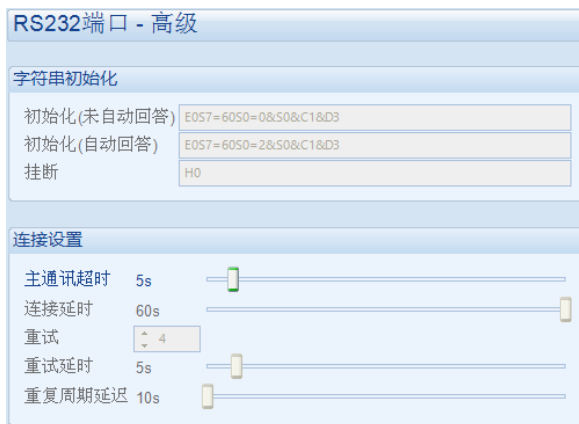 RS232端口 - 高级
字符串初始化
初始化(未自动回答) E0S7=60S0=0&S0&C1&D3
初始化(自动回答) E0S7=60S0=2&S0&C1&D3
挂断 H0
连接设置
主通讯超时 5s
连接延时 60s
重试 4
重试延时 5s
重复周期延迟 10s